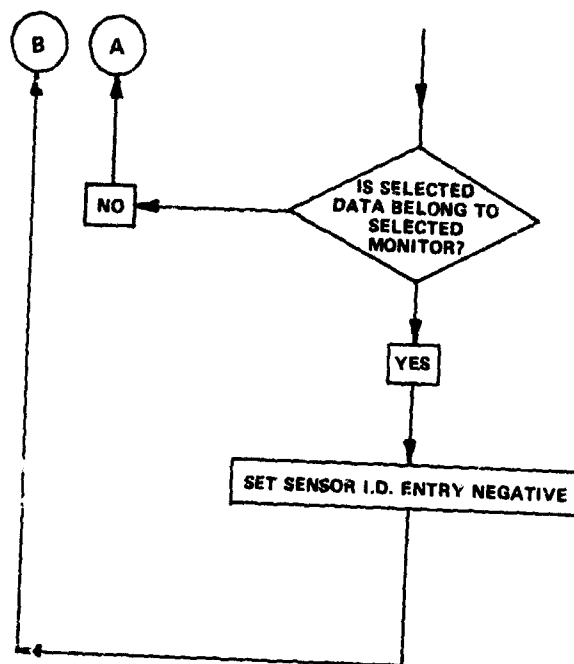 B A
IS SELECTED
DATA BELONG TO
SELECTED
MONITOR?
NO
YES
SET SENSOR I.D. ENTRY NEGATIVE